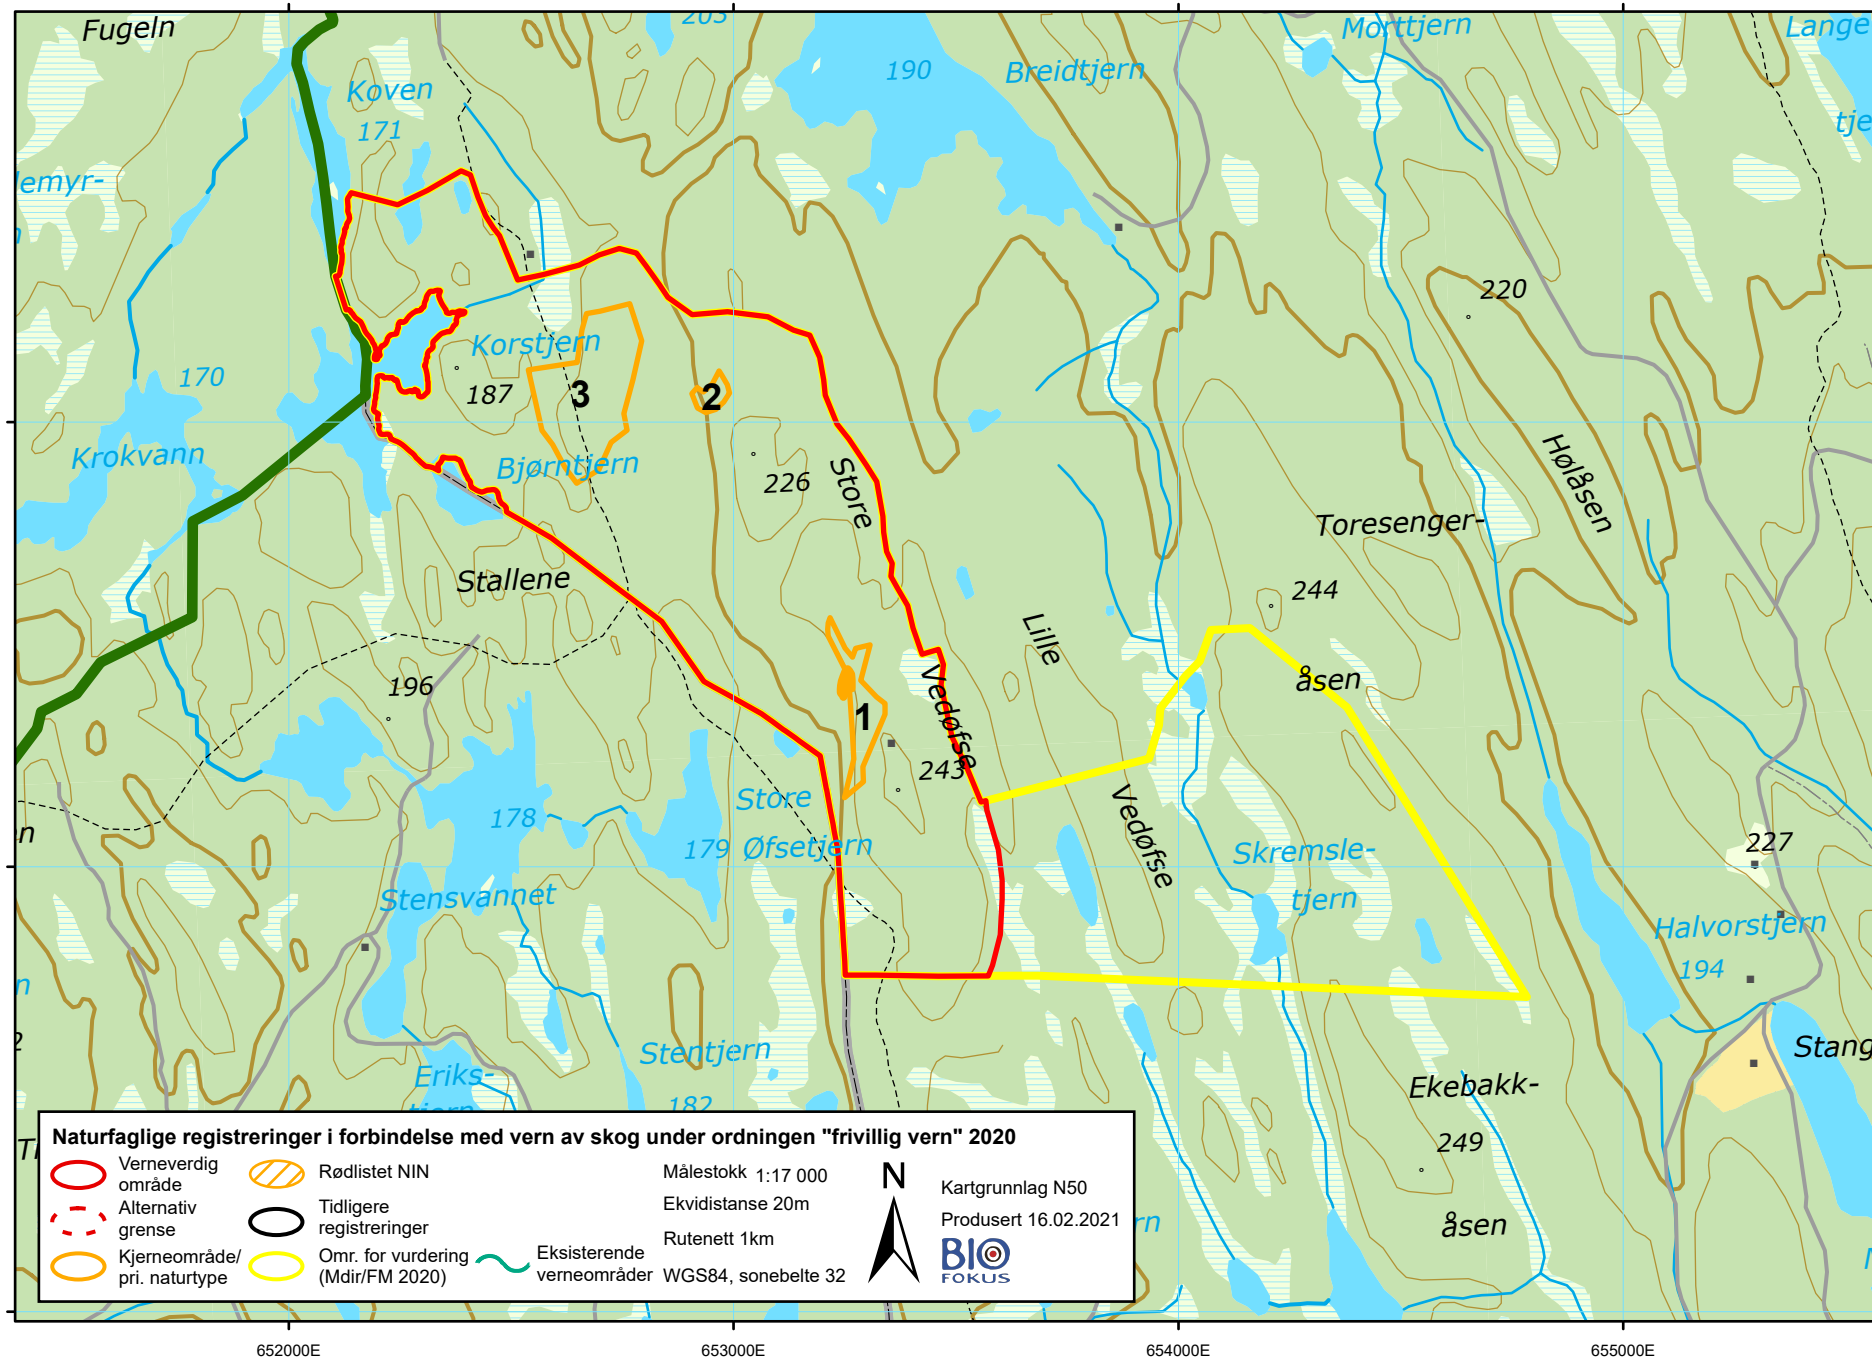 Fugeln
205
Morttjern
Lange
Koven
171
190
Breidtjern
tje
lemyr-
220
Korstjern
170
187
3
2
Krokvann
Bjørntjern
226
Store
Hølåsen
Toresenger-
Stallene
244
Lille
196
åsen
1
Vedøfse
243
178
Store
179 Øfsetjern
Vedøfse
Skremsle-
tjern
227
Stensvannet
Halvorstjern
194
Stentjern
182
Eriks-
tjern
Stang
Ekebakk-
249
åsen
rn
Naturfaglige registreringer i forbindelse med vern av skog under ordningen "frivillig vern" 2020
Verneverdig
område
Alternativ
grense
Kjerneområde/
pri. naturtype
Rødlistet NIN
Tidligere
registreringer
Omr. for vurdering
(Mdir/FM 2020)
Eksisterende
verneområder
Målestokk 1:17 000
Ekvidistanse 20m
Rutenett 1km
WGS84, sonebelte 32
N
Kartgrunnlag N50
Produsert 16.02.2021
BIO
FOKUS
652000E
653000E
654000E
655000E